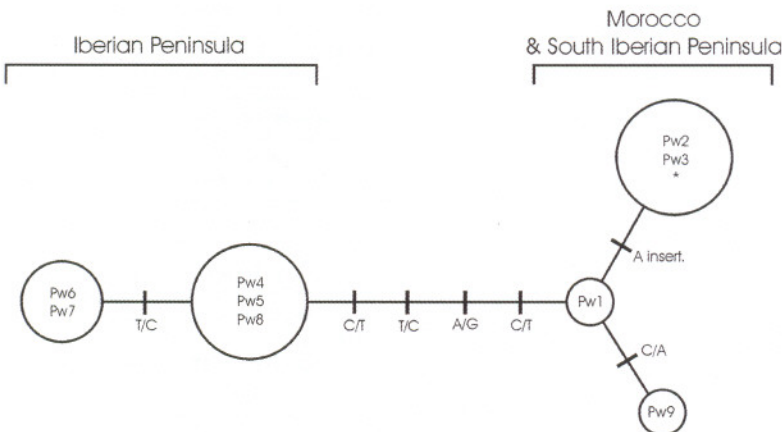 Iberian Peninsula
Morocco
& South Iberian Peninsula
Pw2
Pw3
*
A insert.
Pw6
Pw7
T/C
Pw4
Pw5
Pw8
C/T
T/C
A/G
C/T
Pw1
C/A
Pw9